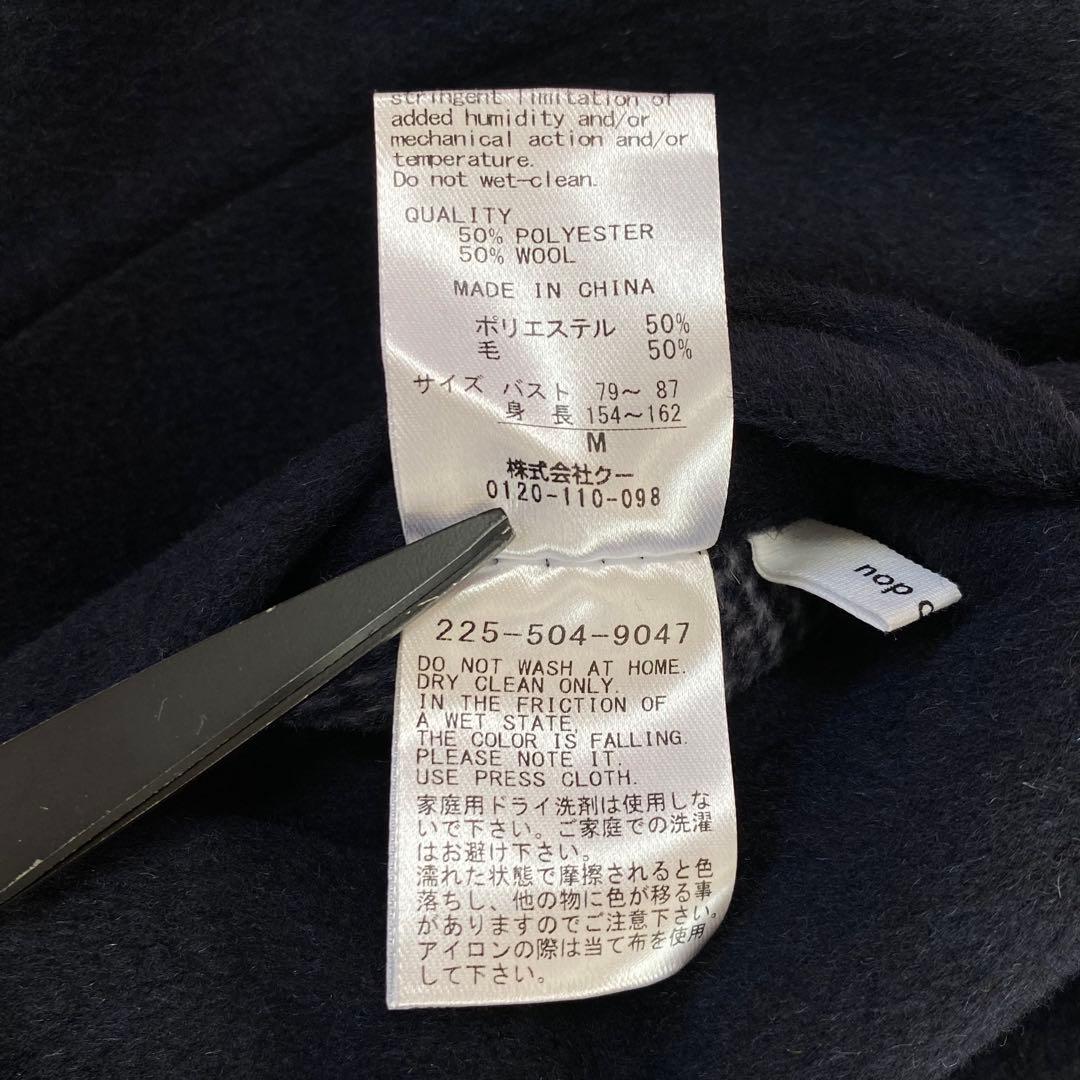 stringent limitation of
added humidity and/or
mechanical action and/or
temperature.
Do not wet-clean.
QUALITY
50% POLYESTER
50% WOOL
MADE IN CHINA
ポリエステル 50%
毛 50%
サイズ バスト 79～ 87
身 長 154～162
M
株式会社クー
0120-110-098
nop
225-504-9047
DO NOT WASH AT HOME.
DRY CLEAN ONLY.
IN THE FRICTION OF
A WET STATE,
THE COLOR IS FALLING.
PLEASE NOTE IT.
USE PRESS CLOTH.
家庭用ドライ洗剤は使用しな
いで下さい。ご家庭での洗濯
はお避け下さい。
濡れた状態で摩擦されると色
落ちし、他の物に色が移る事
がありますのでご注意下さい。
アイロンの際は当て布を使用
して下さい。